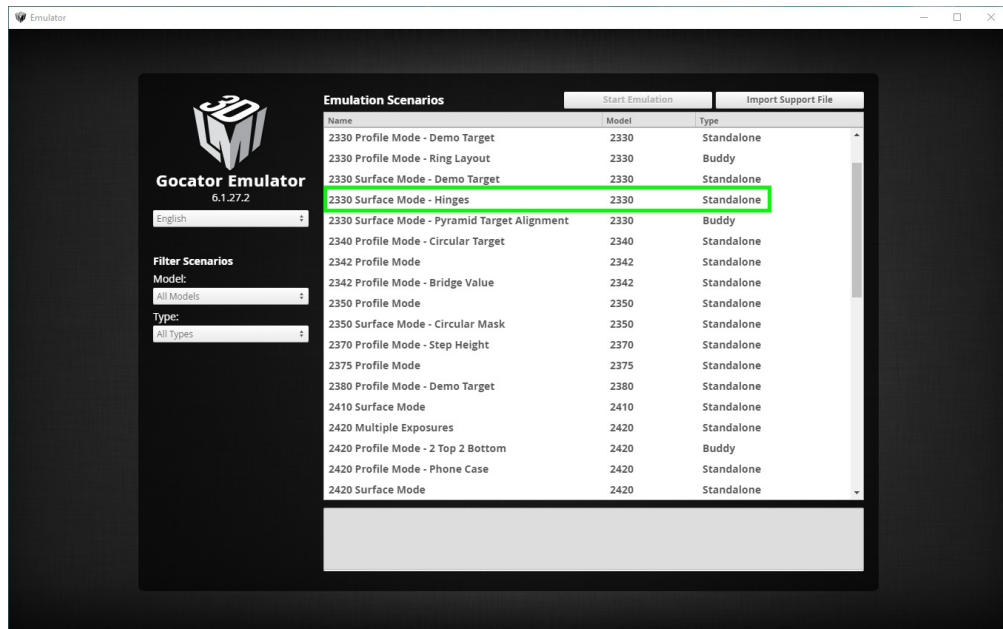 Emulator
3D
LMI
Gocator Emulator
6.1.27.2
English
Filter Scenarios
Model:
All Models
Type:
All Types
Emulation Scenarios
Start Emulation
Import Support File
Name Model Type
2330 Profile Mode - Demo Target 2330 Standalone
2330 Profile Mode - Ring Layout 2330 Buddy
2330 Surface Mode - Demo Target 2330 Standalone
2330 Surface Mode - Hinges 2330 Standalone
2330 Surface Mode - Pyramid Target Alignment 2330 Buddy
2340 Profile Mode - Circular Target 2340 Standalone
2342 Profile Mode 2342 Standalone
2342 Profile Mode - Bridge Value 2342 Standalone
2350 Profile Mode 2350 Standalone
2350 Surface Mode - Circular Mask 2350 Standalone
2370 Profile Mode - Step Height 2370 Standalone
2375 Profile Mode 2375 Standalone
2380 Profile Mode - Demo Target 2380 Standalone
2410 Surface Mode 2410 Standalone
2420 Multiple Exposures 2420 Standalone
2420 Profile Mode - 2 Top 2 Bottom 2420 Buddy
2420 Profile Mode - Phone Case 2420 Standalone
2420 Surface Mode 2420 Standalone